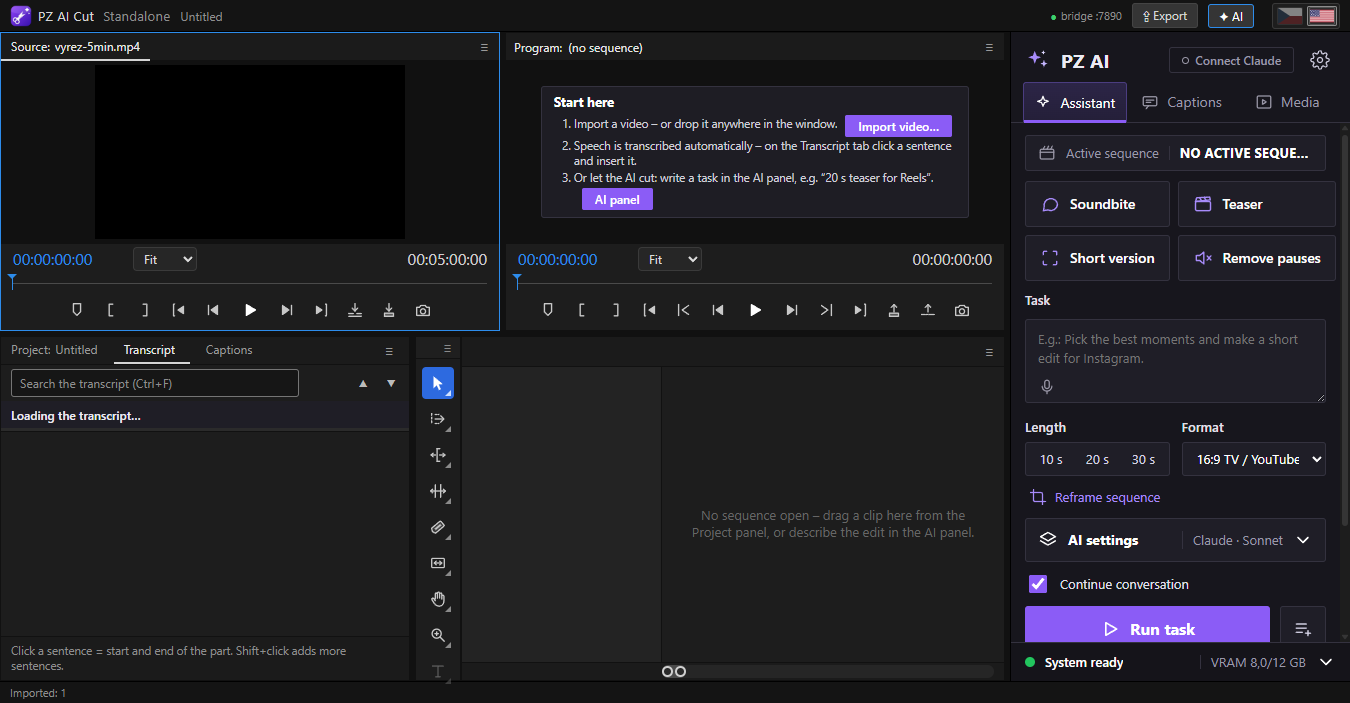 PZ AI Cut Standalone Untitled
bridge :7890
Export
AI
Source: vyrez-5min.mp4
00:00:00:00
Fit
00:05:00:00
Program: (no sequence)
Start here
1. Import a video – or drop it anywhere in the window.
Import video...
2. Speech is transcribed automatically – on the Transcript tab click a sentence
and insert it.
3. Or let the AI cut: write a task in the AI panel, e.g. “20 s teaser for Reels”.
AI panel
00:00:00:00
Fit
00:00:00:00
Project: Untitled
Transcript
Captions
Search the transcript (Ctrl+F)
Loading the transcript...
Click a sentence = start and end of the part. Shift+click adds more
sentences.
No sequence open – drag a clip here from the
Project panel, or describe the edit in the AI panel.
PZ AI
Connect Claude
Assistant
Captions
Media
Active sequence
NO ACTIVE SEQUE...
Soundbite
Teaser
Short version
Remove pauses
Task
E.g.: Pick the best moments and make a short
edit for Instagram.
Length
Format
10 s
20 s
30 s
16:9 TV / YouTube
Reframe sequence
AI settings
Claude · Sonnet
Continue conversation
Run task
System ready
VRAM 8,0/12 GB
Imported: 1